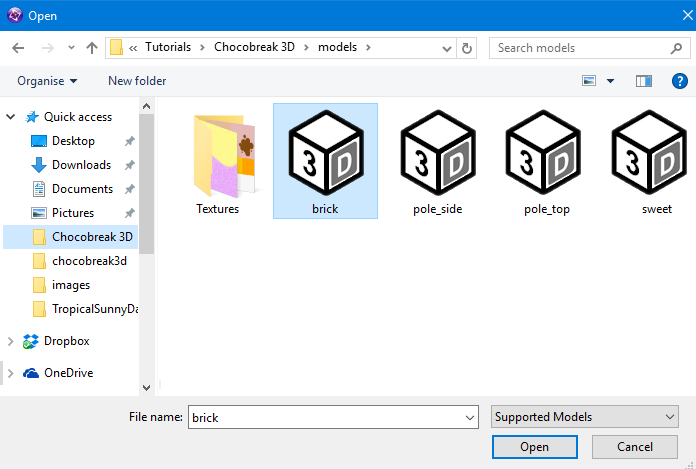 Open
« Tutorials > Chocobreak 3D > models >
Search models
Organise
New folder
?
Quick access
Desktop
Downloads
Documents
Pictures
Chocobreak 3D
chocobreak3d
images
TropicalSunnyDa
Dropbox
OneDrive
3D 3D 3D 3D
Textures brick pole_side pole_top sweet
File name: brick
Supported Models
Open Cancel